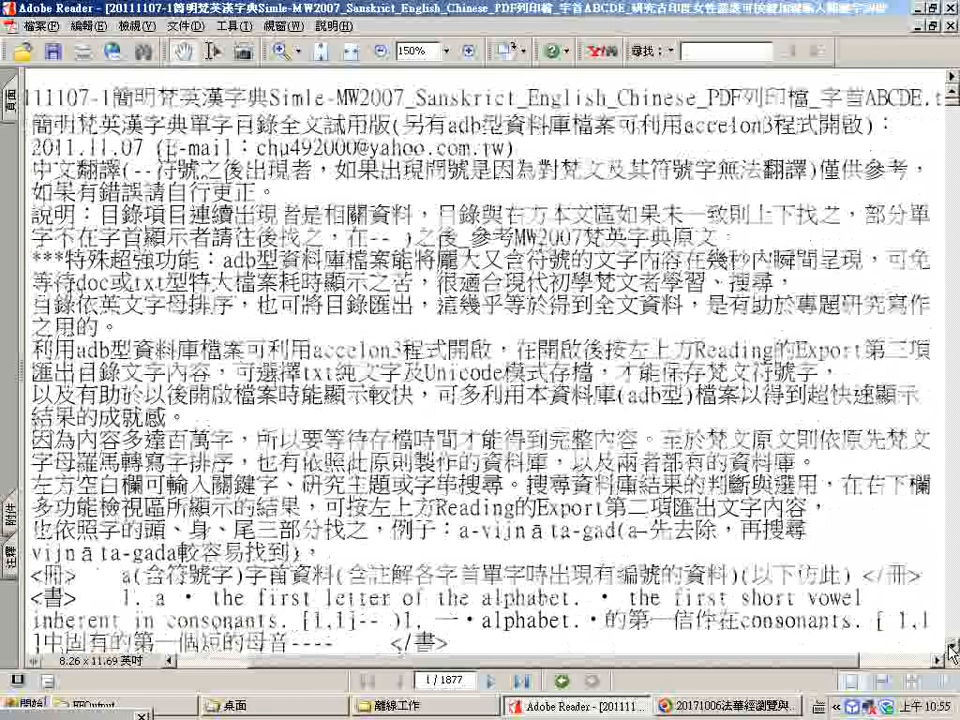 Adobe Reader - [20111107-1簡明梵英漢字典Simle-MW2007_Sanskrict_English_Chinese_PDF列印檔_字首ABCDE_研究古印度女性
檔案(F) 編輯(E) 檢視(V) 文件(D) 工具(T) 視窗(W) 說明(H)
150% 尋找：
頁面
111107-1簡明梵英漢字典Simle-MW2007_Sanskrict_English_Chinese_PDF列印檔_字首ABCDE.t
簡明梵英漢字典單字目錄全文試用版(另有adb型資料庫檔案可利用accelon3程式開啟)：
2011.11.07 (E-mail：chu492000@yahoo.com.tw)
中文翻譯(--符號之後出現者，如果出現問號是因為對梵文及其符號字無法翻譯)僅供參考，
如果有錯誤請自行更正。
說明：目錄項目連續出現者是相關資料，目錄與右方本文區如果未一致則上下找之，部分單
字不在字首顯示者請往後找之，在-- )之後_參考MW2007梵英字典原文。
***特殊超強功能：adb型資料庫檔案能將龐大又含符號的文字內容在幾秒內瞬間呈現，可免
等待doc或txt型特大檔案耗時顯示之苦，很適合現代初學梵文者學習、搜尋，
目錄依英文字母排序，也可將目錄匯出，這幾乎等於得到全文資料，是有助於專題研究寫作
之用的。
利用adb型資料庫檔案可利用accelon3程式開啟，在開啟後按左上方Reading的Export第三項
匯出目錄文字內容，可選擇txt純文字及Unicode模式存檔，才能保存梵文符號字，
以及有助於以後開啟檔案時能顯示較快，可多利用本資料庫(adb型)檔案以得到超快速顯示
結果的成就感。
因為內容多達百萬字，所以要等待存檔時間才能得到完整內容。至於梵文原文則依原先梵文
字母羅馬轉寫字排序，也有依照此原則製作的資料庫，以及兩者都有的資料庫。
左方空白欄可輸入關鍵字、研究主題或字串搜尋。搜尋資料庫結果的判斷與選用，在右下欄
多功能檢視區所顯示的結果，可按左上方Reading的Export第二項匯出文字內容，
也依照字的頭、身、尾三部分找之，例子：a-vijnāta-gad(a-先去除，再搜尋
vijnāta-gada較容易找到)，
<冊> a(含符號字)字首資料(含註解各字首單字時出現有編號的資料)(以下仿此) </冊>
<書> 1. a • the first letter of the alphabet. • the first short vowel
inherent in consonants. [1,1]-- )1, 一•alphabet.•的第一信件在consonants. [ 1,1
]中固有的第一個短的母音---- </書>
附件
注釋
8.26 x 11.69 英吋
1 / 1877
開始 桌面 離線工作 Adobe Reader - [201111... 20171006法華經瀏覽與... 上午 10:55